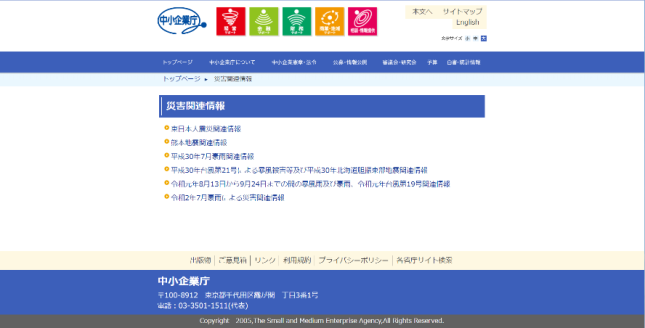 中小企業庁
本文へ サイトマップ
English
文字サイズ 小 中 大
トップページ 中小企業庁について 中小企業憲章・法令 公募・情報公開 審議会・研究会 予算 白書・統計情報
トップページ ▸ 災害関連情報
災害関連情報
東日本大震災関連情報
熊本地震関連情報
平成30年7月豪雨関連情報
平成30年台風第21号による暴風被害等及び平成30年北海道胆振東部地震関連情報
令和元年8月13日から9月24日までの間の暴風雨及び豪雨、令和元年台風第19号関連情報
令和2年7月豪雨による災害関連情報
出版物 | ご意見箱 | リンク | 利用規約 | プライバシーポリシー | 各省庁サイト検索
中小企業庁
〒100-8912 東京都千代田区霞が関一丁目3番1号
電話：03-3501-1511(代表)
Copyright 2005,The Small and Medium Enterprise Agency,All Rights Reserved.